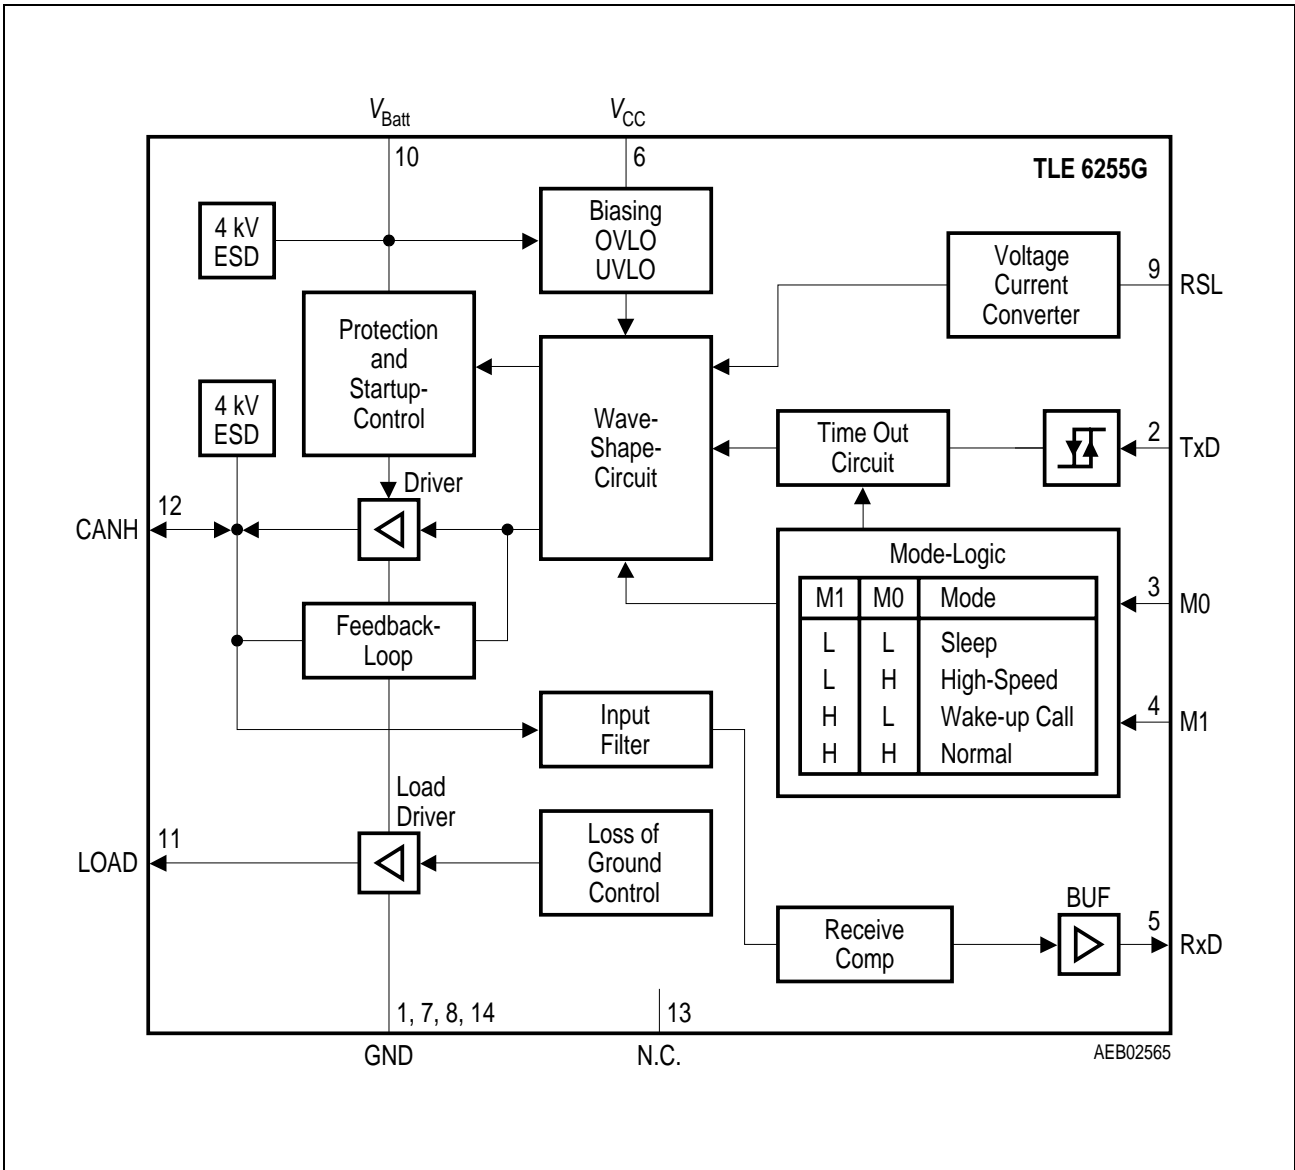 VBatt
VCC
10
6
TLE 6255G
4 kV
ESD
Biasing
OVLO
UVLO
Voltage
Current
Converter
9
RSL
Protection
and
Startup-
Control
4 kV
ESD
Wave-
Shape-
Circuit
Time Out
Circuit
2
TxD
Driver
12
CANH
Mode-Logic
M1 M0 Mode
L L Sleep
L H High-Speed
H L Wake-up Call
H H Normal
3
M0
4
M1
Feedback-
Loop
Input
Filter
Load
Driver
11
LOAD
Loss of
Ground
Control
Receive
Comp
BUF
5
RxD
1, 7, 8, 14
13
GND
N.C.
AEB02565